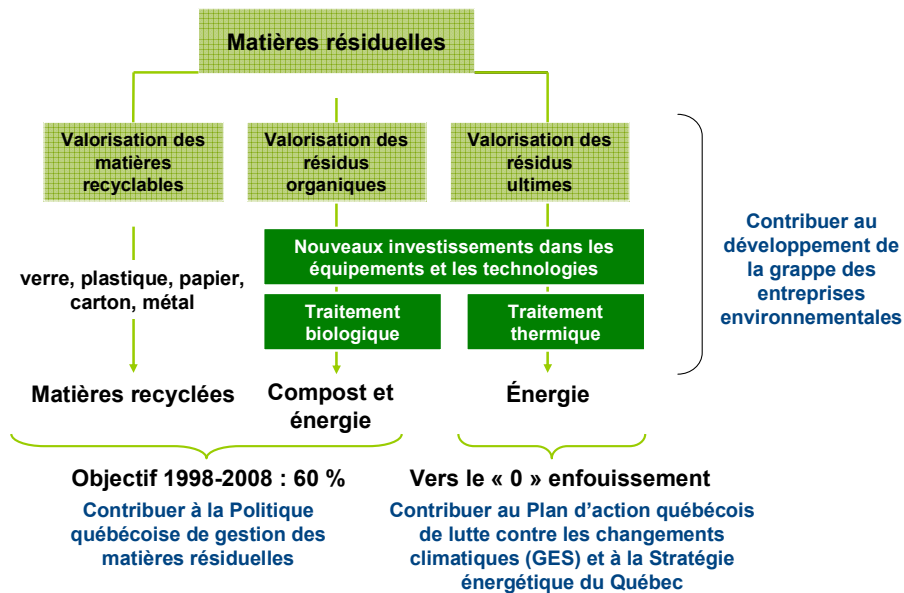 Matières résiduelles
Valorisation des
matières
recyclables
Valorisation des
résidus
organiques
Valorisation des
résidus
ultimes
Nouveaux investissements dans les
équipements et les technologies
verre, plastique, papier,
carton, métal
Traitement
biologique
Traitement
thermique
Matières recyclées
Compost et
énergie
Énergie
Contribuer au
développement de
la grappe des
entreprises
environnementales
Objectif 1998-2008 : 60 %
Contribuer à la Politique
québécoise de gestion des
matières résiduelles
Vers le « 0 » enfouissement
Contribuer au Plan d’action québécois
de lutte contre les changements
climatiques (GES) et à la Stratégie
énergétique du Québec